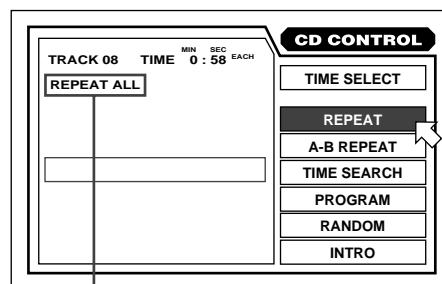 CD CONTROL
TRACK 08 TIME MIN 0 : SEC 58 EACH
REPEAT ALL
TIME SELECT
REPEAT
A-B REPEAT
TIME SEARCH
PROGRAM
RANDOM
INTRO